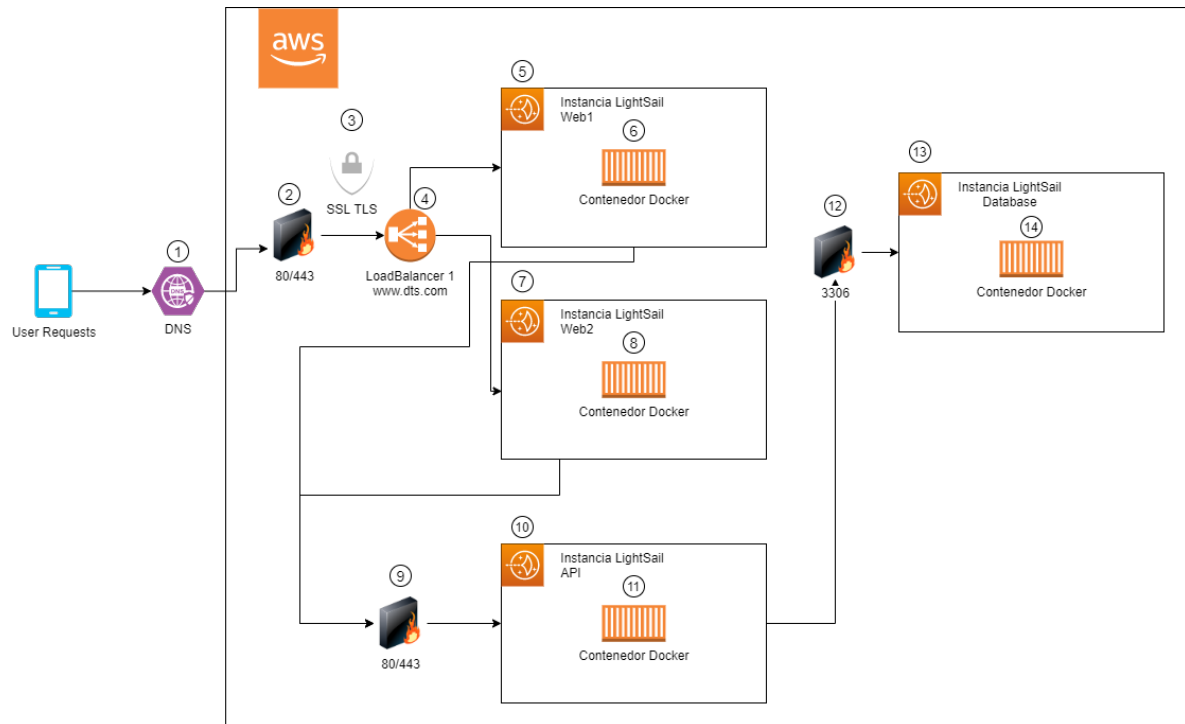 aws
5
Instancia LightSail
Web1
6
Contenedor Docker
3
SSL TLS
2
80/443
4
LoadBalancer 1
www.dts.com
1
DNS
DNS
User Requests
7
Instancia LightSail
Web2
8
Contenedor Docker
9
80/443
10
Instancia LightSail
API
11
Contenedor Docker
12
3306
13
Instancia LightSail
Database
14
Contenedor Docker